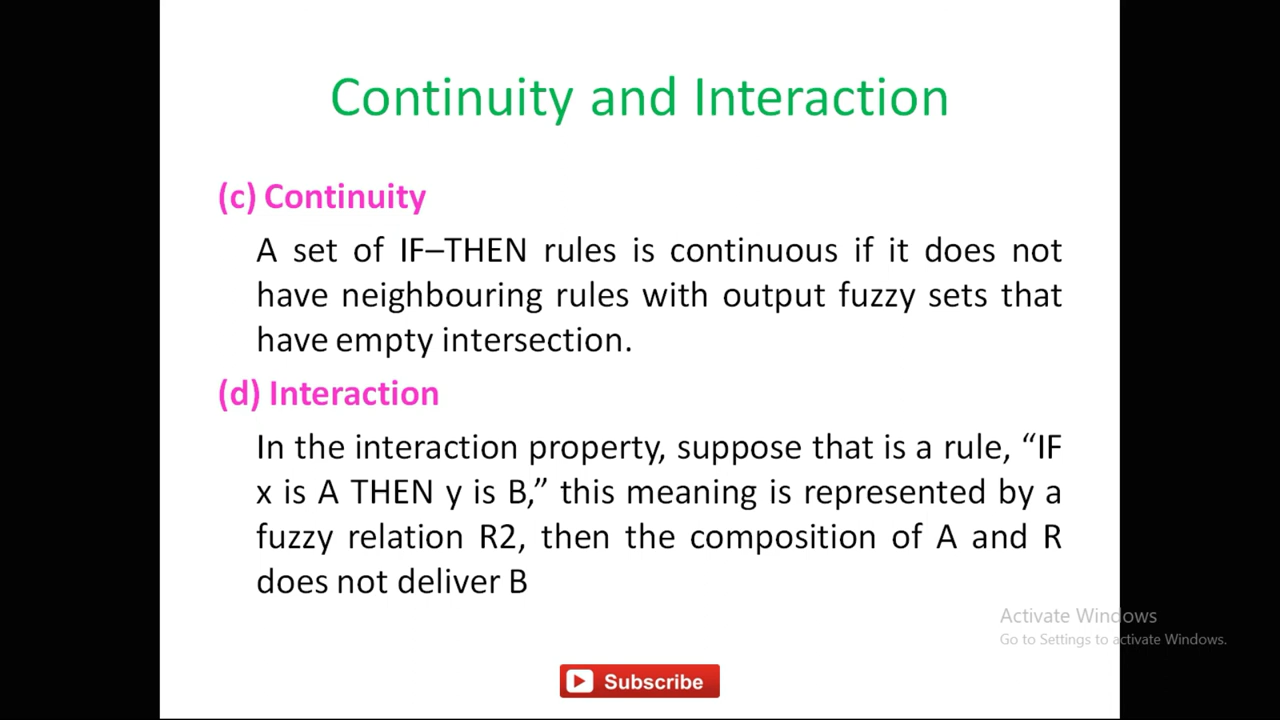 Continuity and Interaction
(c) Continuity
A set of IF–THEN rules is continuous if it does not
have neighbouring rules with output fuzzy sets that
have empty intersection.
(d) Interaction
In the interaction property, suppose that is a rule, “IF
x is A THEN y is B,” this meaning is represented by a
fuzzy relation R2, then the composition of A and R
does not deliver B
Activate Windows
Go to Settings to activate Windows.
Subscribe